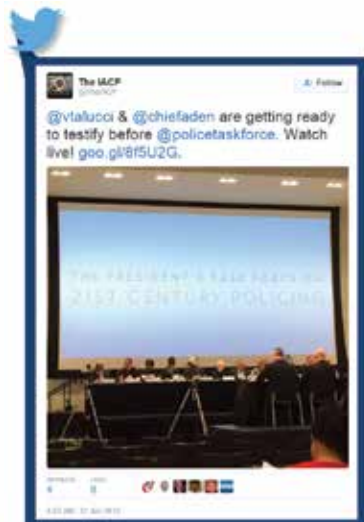 The IACP
Follow
@vtalucci & @chiefaden are getting ready
to testify before @policetaskforce. Watch
live! goo.gl/8f5U2G.
THE PRESIDENT'S TASK FORCE ON
21ST CENTURY POLICING